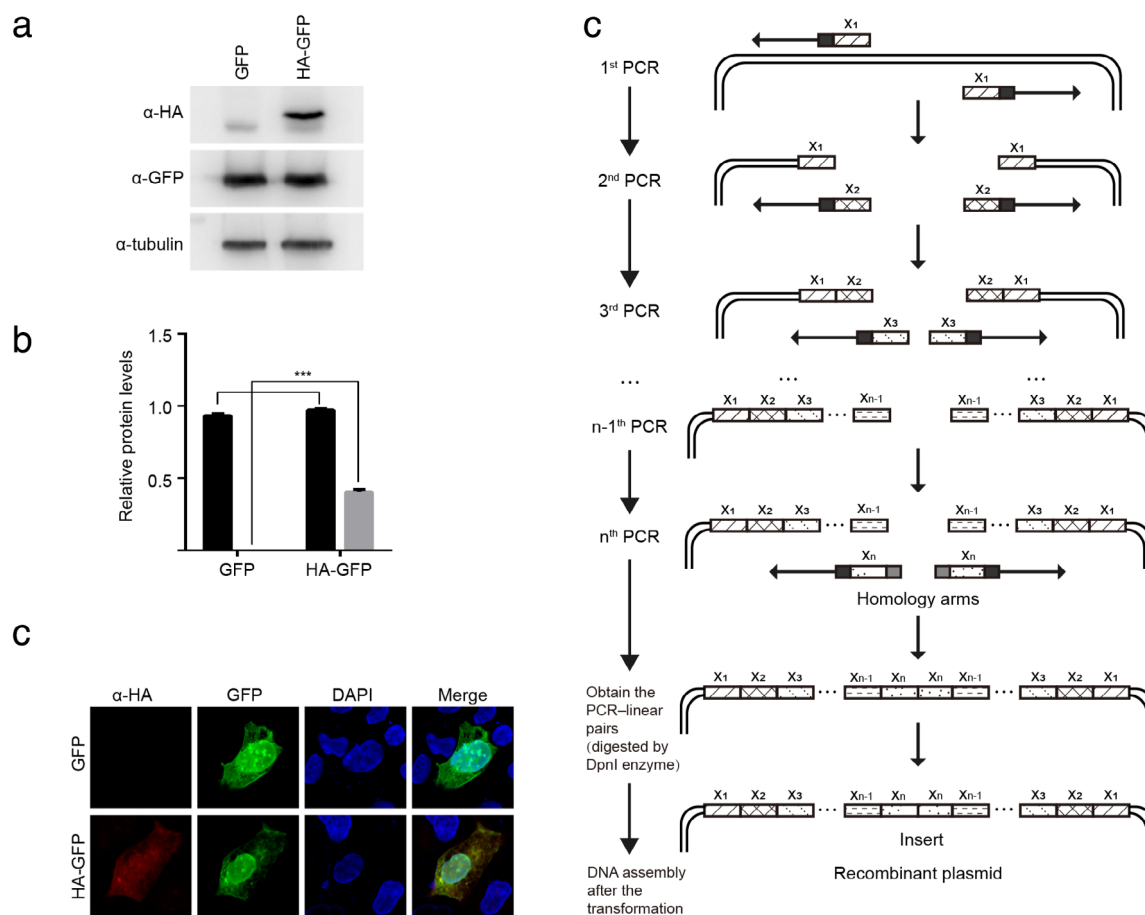 a
GFP
HA-GFP
α-HA
α-GFP
α-tubulin
b
Relative protein levels
1.5
1.0
0.5
***
GFP
HA-GFP
c
α-HA
GFP
DAPI
Merge
GFP
HA-GFP
c
X1
1st PCR
X1
X1
X1
2nd PCR
X2
X2
X1
X2
X2
X1
3rd PCR
X3
X3
...
...
...
X1
X2
X3
...
Xn-1
Xn-1
...
X3
X2
X1
n-1th PCR
X1
X2
X3
...
Xn-1
Xn-1
...
X3
X2
X1
nth PCR
Xn
Xn
Homology arms
Obtain the
PCR–linear
pairs
(digested by
DpnI enzyme)
X1
X2
X3
...
Xn-1
Xn
Xn
Xn-1
...
X3
X2
X1
X1
X2
X3
...
Xn-1
Xn
Xn
Xn-1
...
X3
X2
X1
Insert
Recombinant plasmid
DNA assembly
after the
transformation